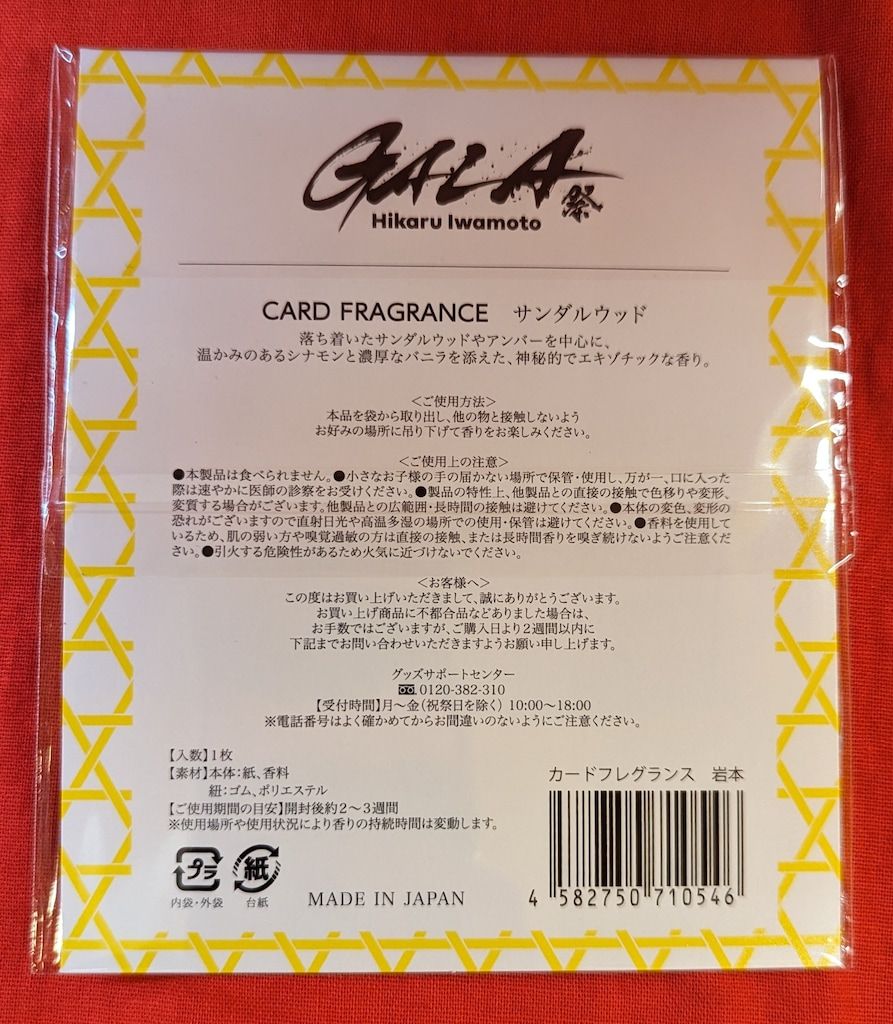 GALA祭
Hikaru Iwamoto
CARD FRAGRANCE サンダルウッド
落ち着いたサンダルウッドやアンバーを中心に、
温かみのあるシナモンと濃厚なバニラを添えた、神秘的でエキゾチックな香り。
＜ご使用方法＞
本品を袋から取り出し、他の物と接触しないよう
お好みの場所に吊り下げて香りをお楽しみください。
＜ご使用上の注意＞
●本製品は食べられません。●小さなお子様の手の届かない場所で保管・使用し、万が一、口に入った
際は速やかに医師の診察をお受けください。●製品の特性上、他製品との直接の接触で色移りや変形、
変質する場合がございます。他製品との広範囲・長時間の接触は避けてください。●本体の変色、変形の
恐れがございますので直射日光や高温多湿の場所での使用・保管は避けてください。●香料を使用して
いるため、肌の弱い方や嗅覚過敏の方は直接の接触、または長時間香りを嗅ぎ続けないようご注意くだ
さい。●引火する危険性があるため火気に近づけないでください。
＜お客様へ＞
この度はお買い上げいただきまして、誠にありがとうございます。
お買い上げ商品に不都合品などありました場合は、
お手数ではございますが、ご購入日より2週間以内に
下記までお問い合わせいただきますようお願い申し上げます。
グッズサポートセンター
0120-382-310
【受付時間】月～金（祝祭日を除く） 10:00～18:00
※電話番号はよく確かめてからお間違いのないようにご注意ください。
【入数】1枚
【素材】本体：紙、香料
紐：ゴム、ポリエステル
【ご使用期間の目安】開封後約2～3週間
※使用場所や使用状況により香りの持続時間は変動します。
カードフレグランス 岩本
プラ 紙
内袋・外袋 台紙
MADE IN JAPAN
4 582750 710546